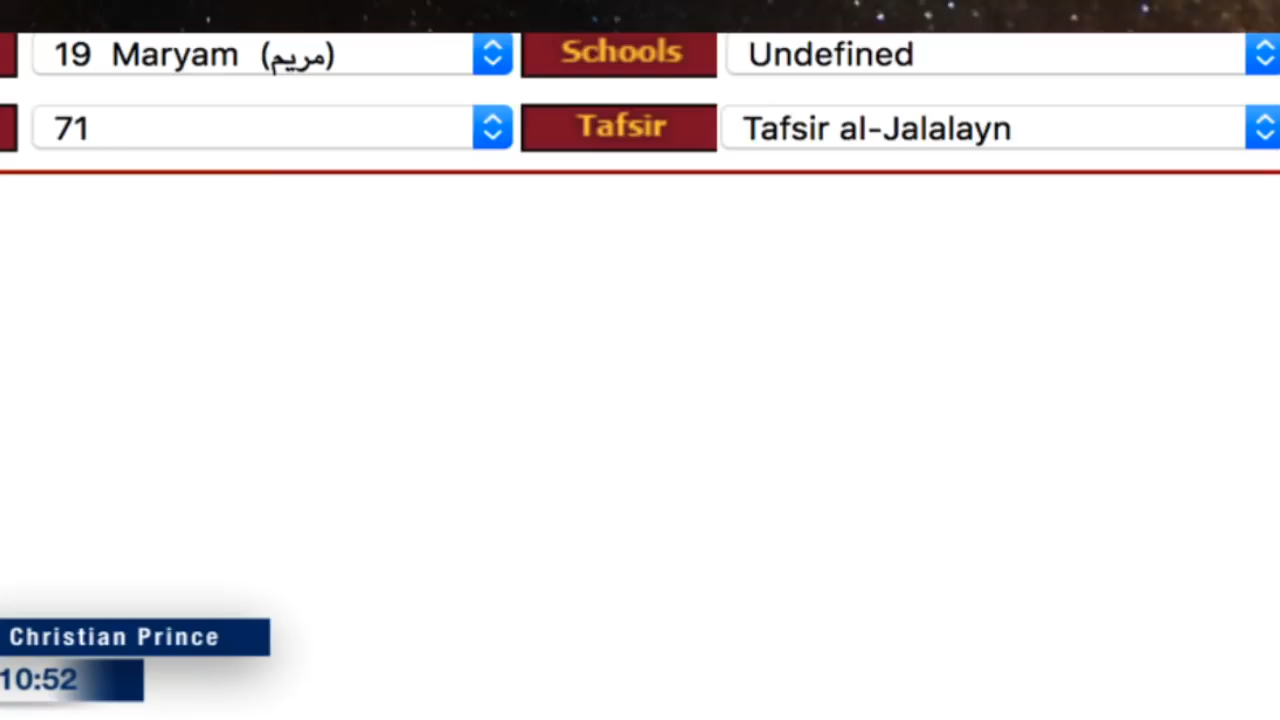 19 Maryam (مريم) Schools Undefined
71 Tafsir Tafsir al-Jalalayn
Christian Prince
10:52